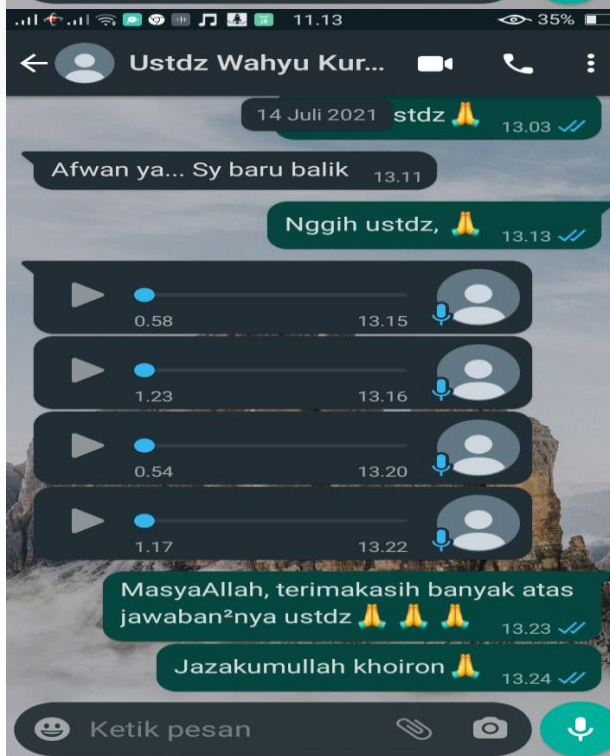 11.13
35%
Ustdz Wahyu Kur...
14 Juli 2021 stdz 🙏 13.03
Afwan ya... Sy baru balik 13.11
Nggih ustdz, 🙏 13.13
0.58 13.15
1.23 13.16
0.54 13.20
1.17 13.22
MasyaAllah, terimakasih banyak atas
jawaban²nya ustdz 🙏 🙏 🙏 13.23
Jazakumullah khoiron 🙏 13.24
Ketik pesan